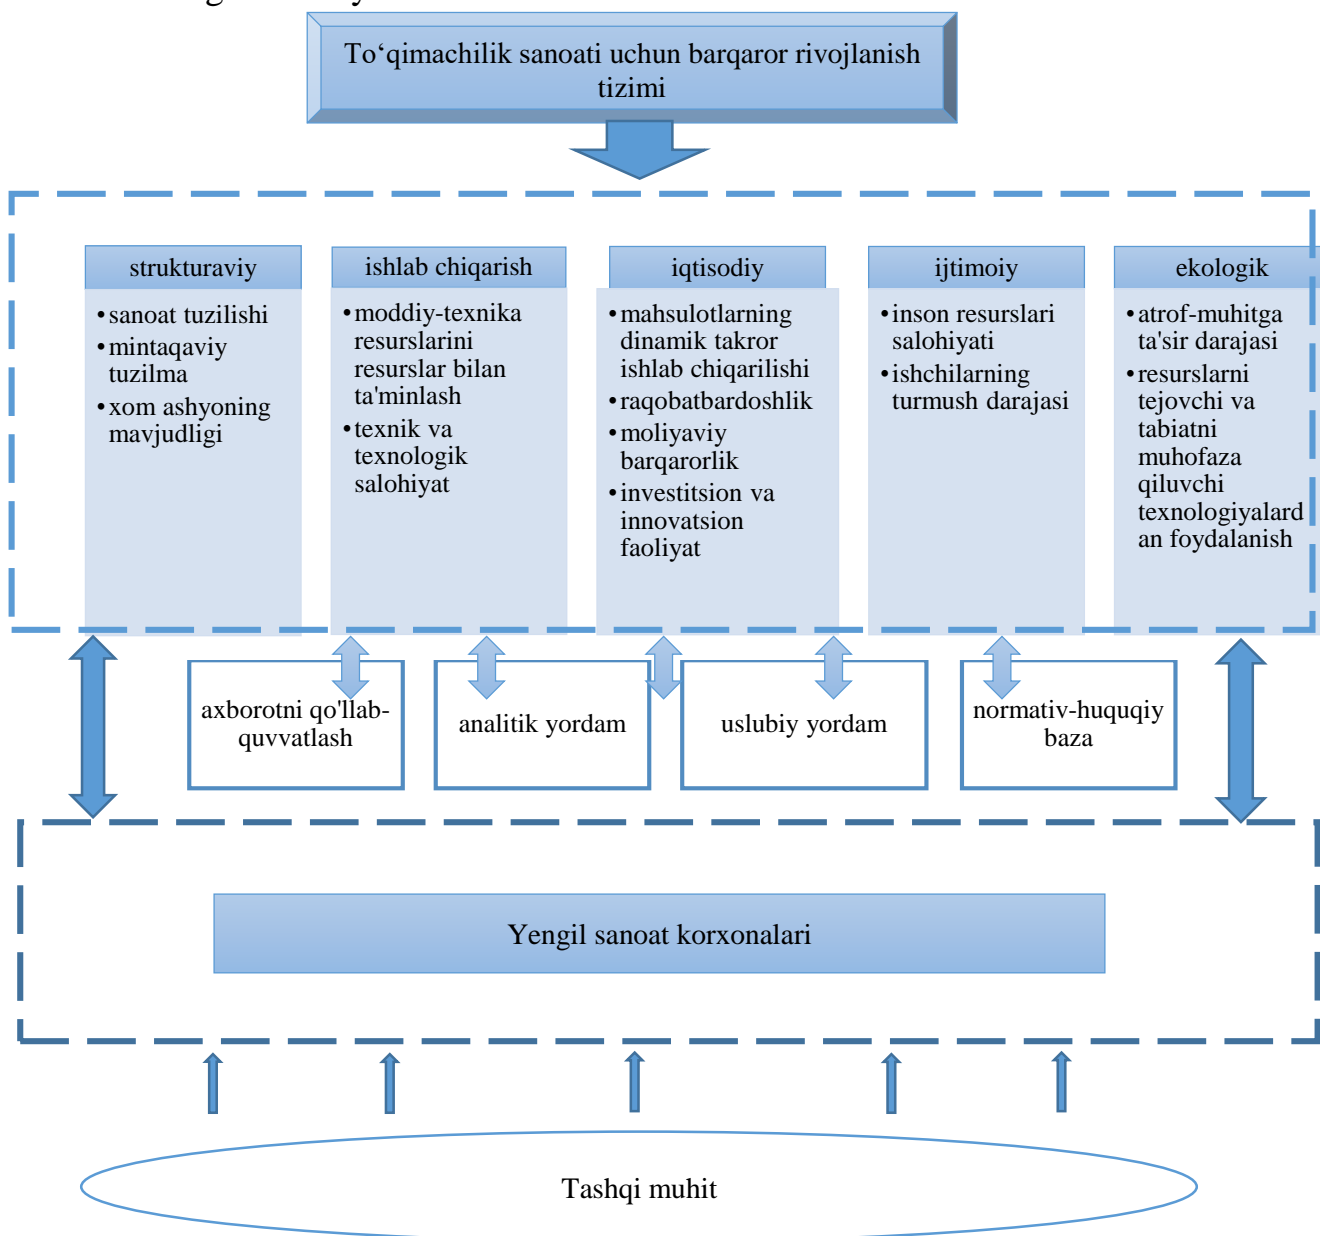 To‘qimachilik sanoati uchun barqaror rivojlanish
tizimi
strukturaviy
•sanoat tuzilishi
•mintaqaviy
tuzilma
•xom ashyoning
mavjudligi
ishlab chiqarish
•moddiy-texnika
resurslarini
resurslar bilan
ta'minlash
•texnik va
texnologik
salohiyat
iqtisodiy
•mahsulotlarning
dinamik takror
ishlab chiqarilishi
•raqobatbardoshlik
•moliyaviy
barqarorlik
•investitsion va
innovatsion
faoliyat
ijtimoiy
•inson resurslari
salohiyati
•ishchilarning
turmush darajasi
ekologik
•atrof-muhitga
ta'sir darajasi
•resurslarni
tejovchi va
tabiatni
muhofaza
qiluvchi
texnologiyalard
an foydalanish
axborotni qo'llab-
quvvatlash
analitik yordam
uslubiy yordam
normativ-huquqiy
baza
Yengil sanoat korxonalari
Tashqi muhit